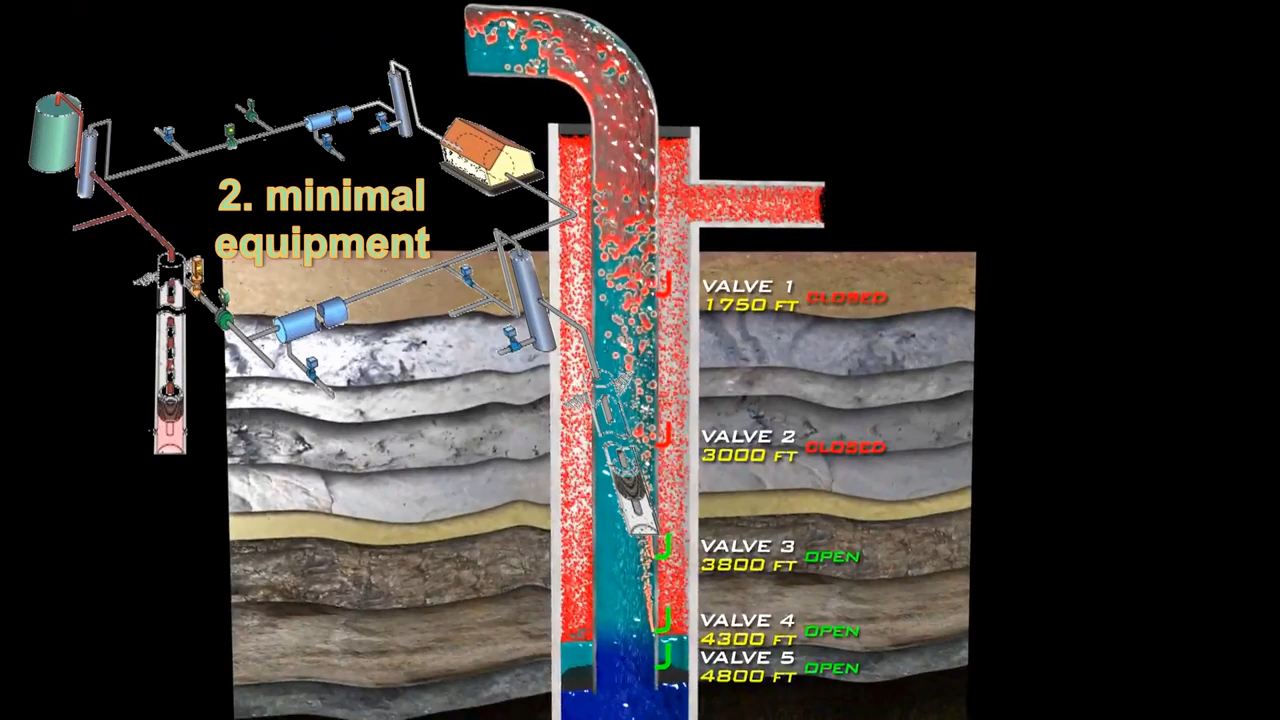 2. minimal
equipment
VALVE 1
1750 FT CLOSED
VALVE 2
3000 FT CLOSED
VALVE 3
3800 FT OPEN
VALVE 4
4300 FT OPEN
VALVE 5
4800 FT OPEN